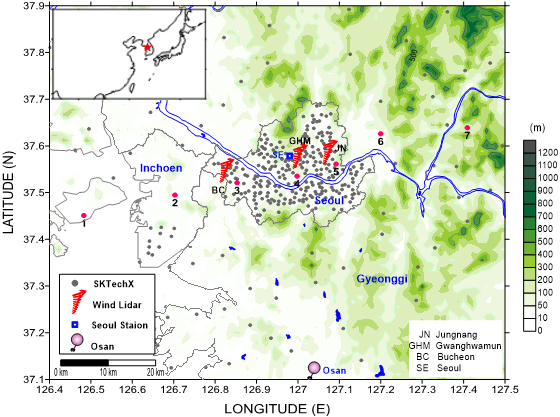 37.9
37.8
37.7
37.6
37.5
37.4
37.3
37.2
37.1
LATITUDE (N)
126.4
126.5
126.6
126.7
126.8
126.9
127
127.1
127.2
127.3
127.4
127.5
LONGITUDE (E)
500
GHM
JN
SE
BC
Inchoen
Seoul
Gyeonggi
Osan
1
2
3
4
5
6
7
SKTechX
Wind Lidar
Seoul Staion
Osan
0 km
10 km
20 km
JN Jungnang
GHM Gwanghwamun
BC Bucheon
SE Seoul
(m)
1200
1000
900
800
700
600
500
400
300
200
100
50
10
0